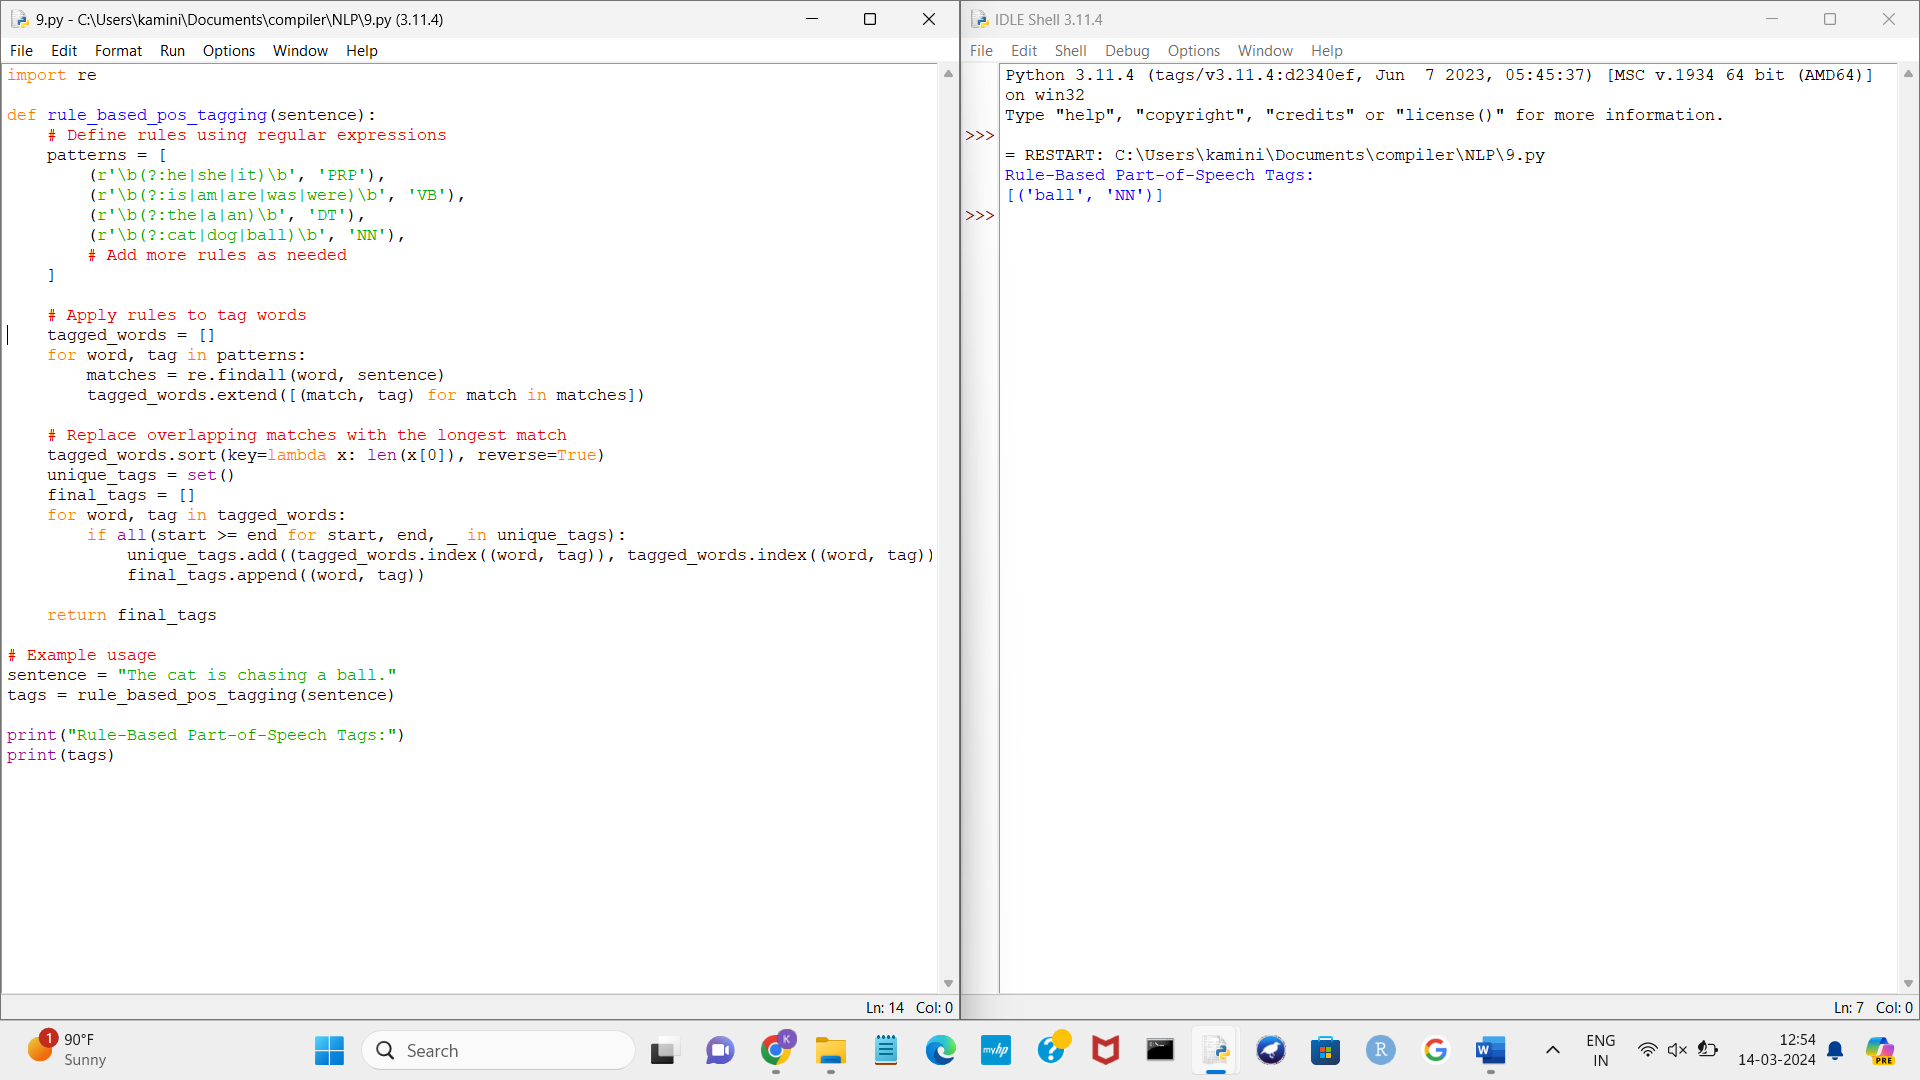 9.py - C:\Users\kamini\Documents\compiler\NLP\9.py (3.11.4)
File Edit Format Run Options Window Help
import re
def rule_based_pos_tagging(sentence):
    # Define rules using regular expressions
    patterns = [
        (r'\b(?:he|she|it)\b', 'PRP'),
        (r'\b(?:is|am|are|was|were)\b', 'VB'),
        (r'\b(?:the|a|an)\b', 'DT'),
        (r'\b(?:cat|dog|ball)\b', 'NN'),
        # Add more rules as needed
    ]
    # Apply rules to tag words
    tagged_words = []
    for word, tag in patterns:
        matches = re.findall(word, sentence)
        tagged_words.extend([(match, tag) for match in matches])
    # Replace overlapping matches with the longest match
    tagged_words.sort(key=lambda x: len(x[0]), reverse=True)
    unique_tags = set()
    final_tags = []
    for word, tag in tagged_words:
        if all(start >= end for start, end, _ in unique_tags):
            unique_tags.add((tagged_words.index((word, tag)), tagged_words.index((word, tag))
            final_tags.append((word, tag))
    return final_tags
# Example usage
sentence = "The cat is chasing a ball."
tags = rule_based_pos_tagging(sentence)
print("Rule-Based Part-of-Speech Tags:")
print(tags)
Ln: 14 Col: 0
IDLE Shell 3.11.4
File Edit Shell Debug Options Window Help
Python 3.11.4 (tags/v3.11.4:d2340ef, Jun  7 2023, 05:45:37) [MSC v.1934 64 bit (AMD64)]
on win32
Type "help", "copyright", "credits" or "license()" for more information.
>>>
= RESTART: C:\Users\kamini\Documents\compiler\NLP\9.py
Rule-Based Part-of-Speech Tags:
[('ball', 'NN')]
>>>
Ln: 7 Col: 0
1
90°F
Sunny
Search
K
myhp
?
R
G
W
ENG
IN
12:54
14-03-2024
PRE